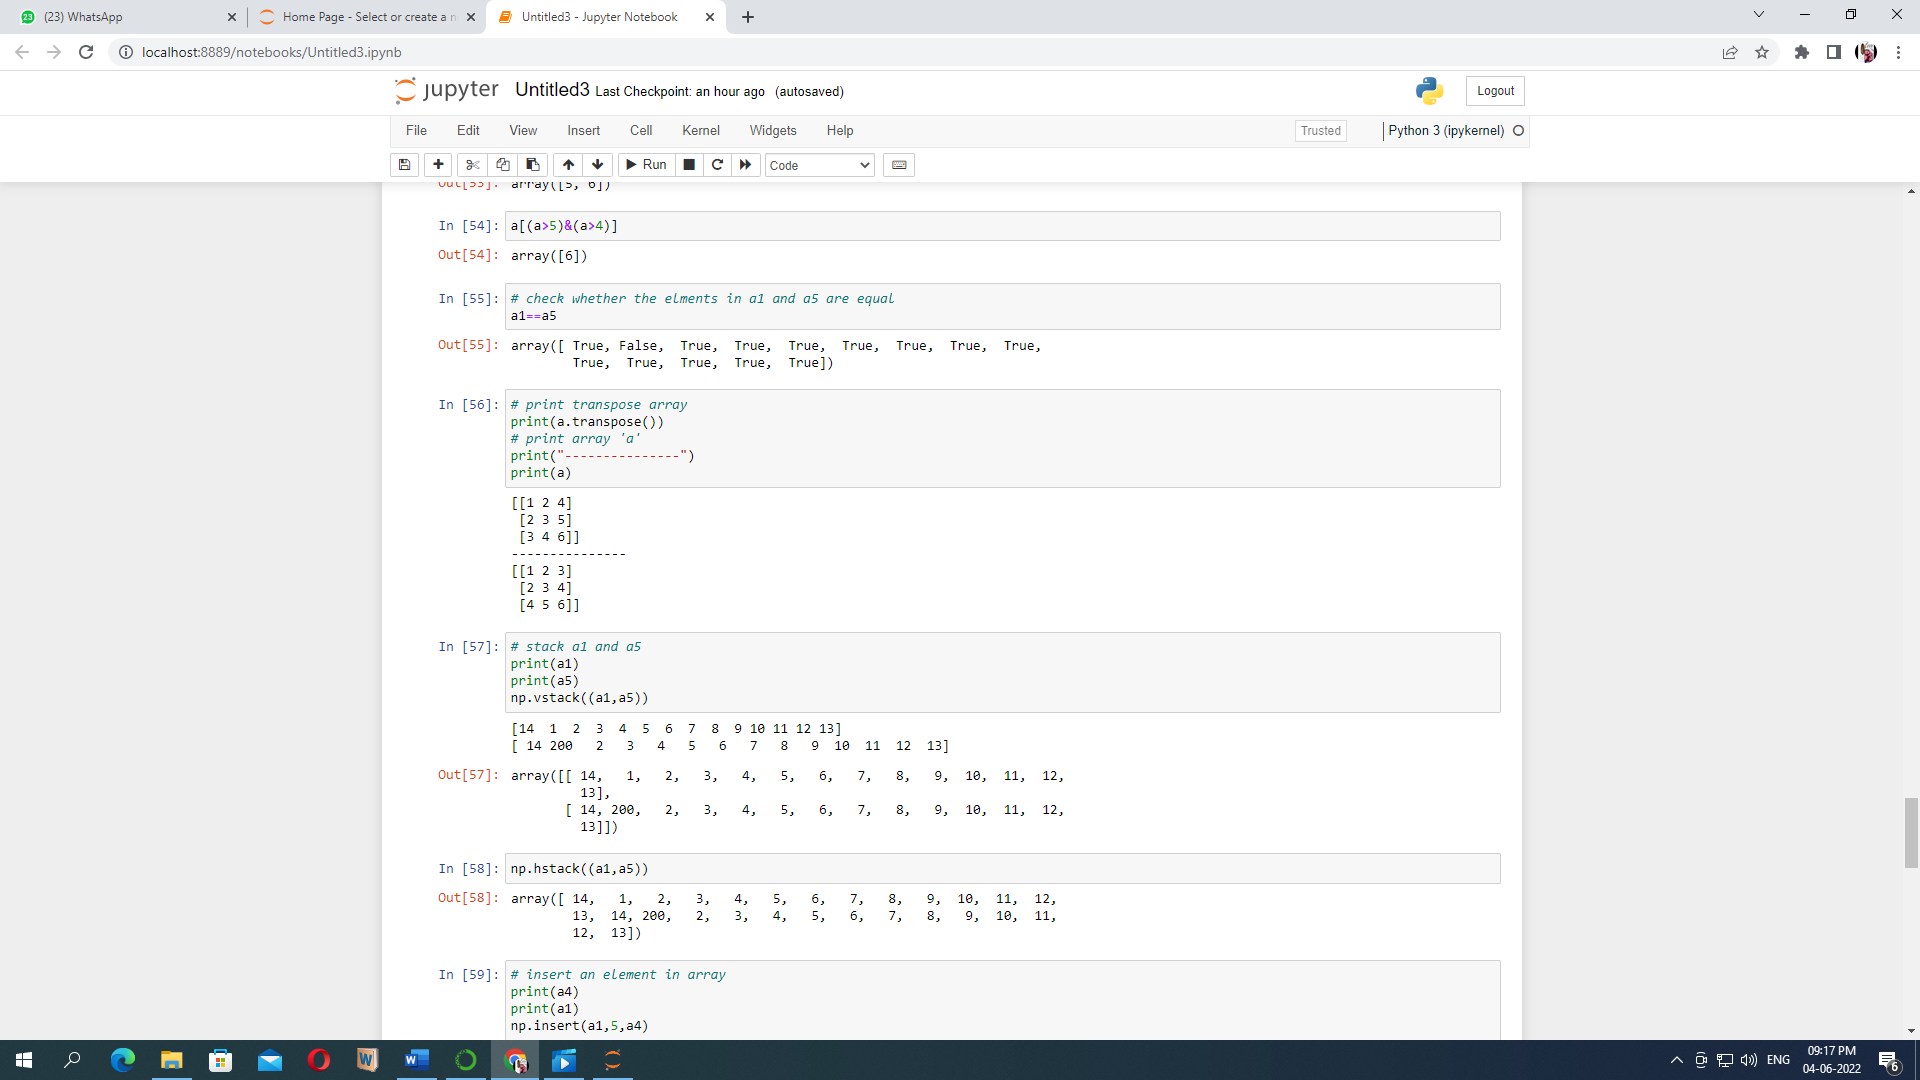 (23) WhatsApp
Home Page - Select or create a n
Untitled3 - Jupyter Notebook
localhost:8889/notebooks/Untitled3.ipynb
jupyter Untitled3 Last Checkpoint: an hour ago (autosaved)
Logout
File Edit View Insert Cell Kernel Widgets Help
Trusted
Python 3 (ipykernel)
Run
Code
Out[53]: array([5, 6])
In [54]: a[(a>5)&(a>4)]
Out[54]: array([6])
In [55]: # check whether the elments in a1 and a5 are equal
a1==a5
Out[55]: array([ True, False,  True,  True,  True,  True,  True,  True,  True,
True,  True,  True,  True,  True])
In [56]: # print transpose array
print(a.transpose())
# print array 'a'
print("---------------")
print(a)
[[1 2 4]
[2 3 5]
[3 4 6]]
---------------
[[1 2 3]
[2 3 4]
[4 5 6]]
In [57]: # stack a1 and a5
print(a1)
print(a5)
np.vstack((a1,a5))
[14  1  2  3  4  5  6  7  8  9 10 11 12 13]
[ 14 200   2   3   4   5   6   7   8   9  10  11  12  13]
Out[57]: array([[ 14,   1,   2,   3,   4,   5,   6,   7,   8,   9,  10,  11,  12,
13],
[ 14, 200,   2,   3,   4,   5,   6,   7,   8,   9,  10,  11,  12,
13]])
In [58]: np.hstack((a1,a5))
Out[58]: array([ 14,   1,   2,   3,   4,   5,   6,   7,   8,   9,  10,  11,  12,
13,  14, 200,   2,   3,   4,   5,   6,   7,   8,   9,  10,  11,
12,  13])
In [59]: # insert an element in array
print(a4)
print(a1)
np.insert(a1,5,a4)
ENG
09:17 PM
04-06-2022
6